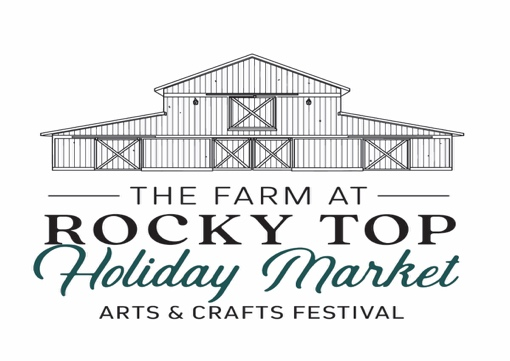 THE FARM AT
ROCKY TOP
Holiday Market
ARTS & CRAFTS FESTIVAL